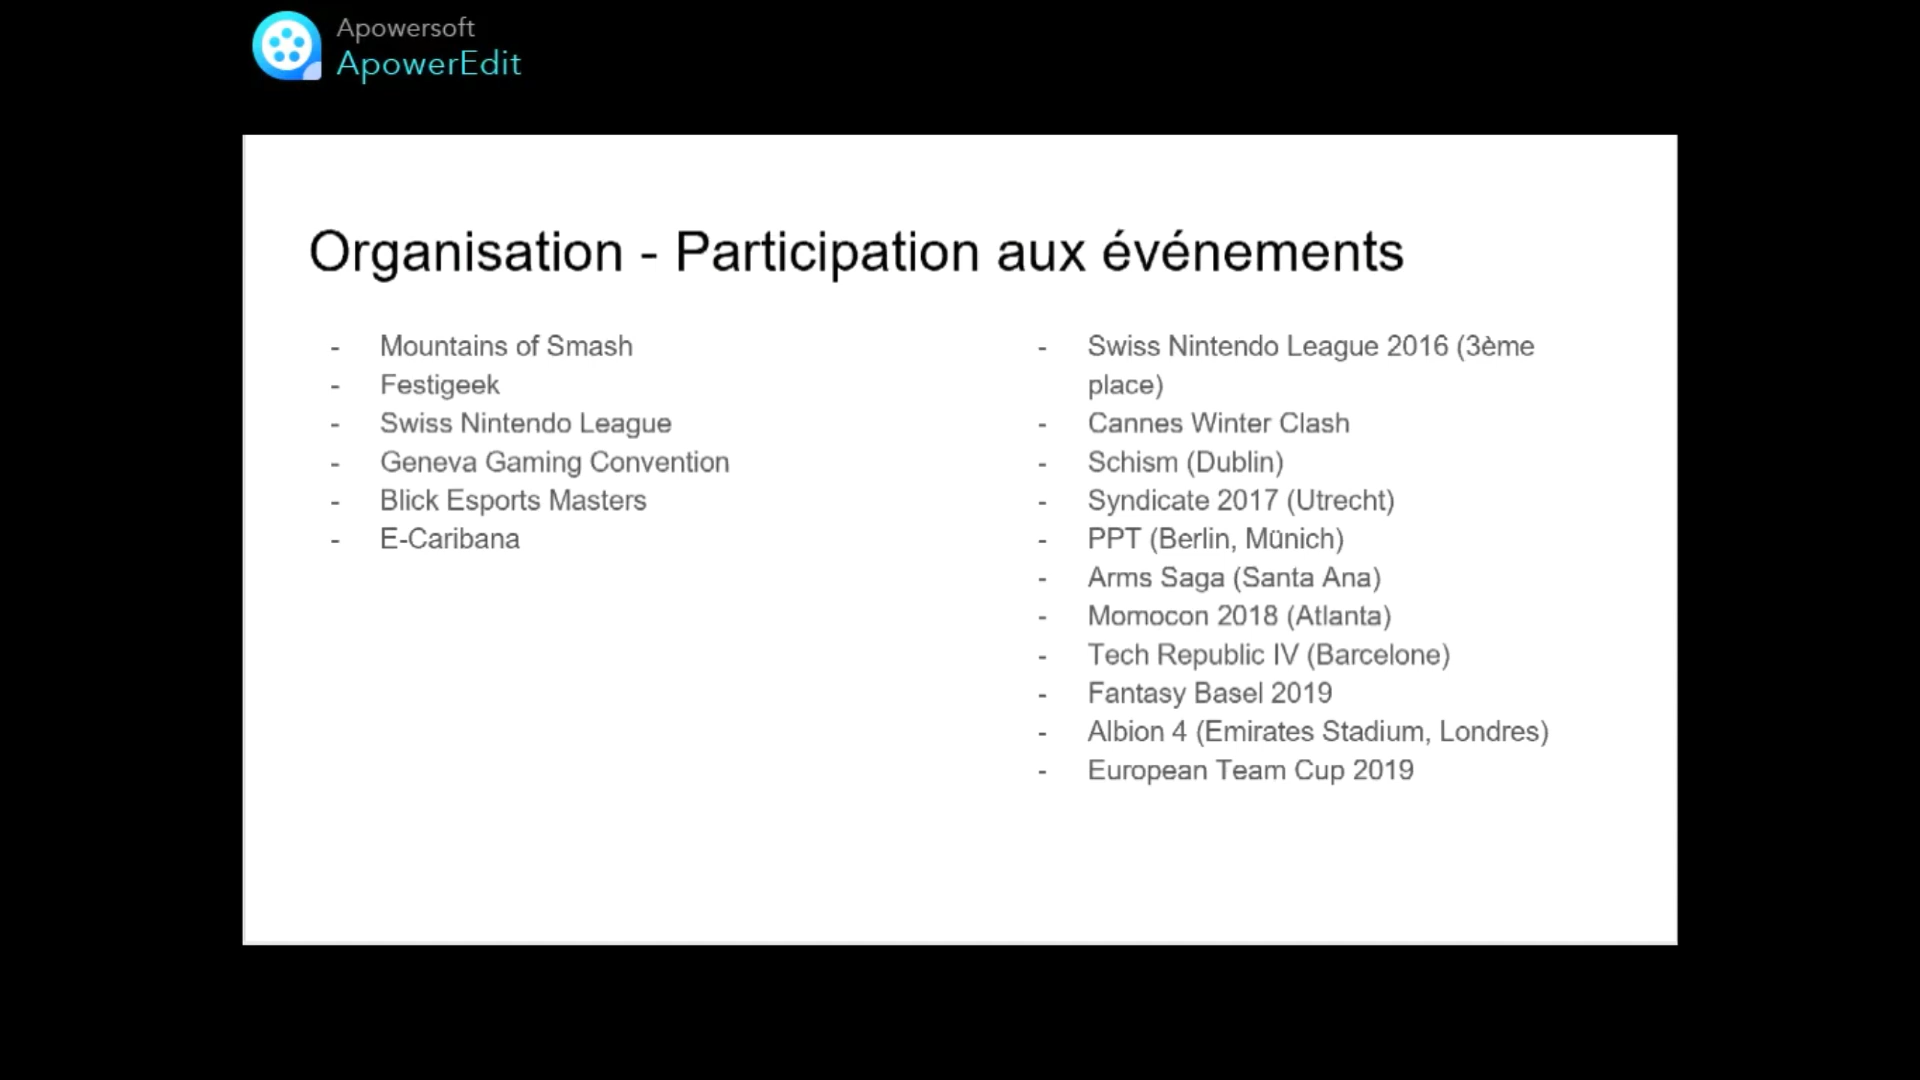 Apowersoft
ApowerEdit
Organisation - Participation aux événements
- Mountains of Smash
- Festigeek
- Swiss Nintendo League
- Geneva Gaming Convention
- Blick Esports Masters
- E-Caribana
- Swiss Nintendo League 2016 (3ème
place)
- Cannes Winter Clash
- Schism (Dublin)
- Syndicate 2017 (Utrecht)
- PPT (Berlin, Münich)
- Arms Saga (Santa Ana)
- Momocon 2018 (Atlanta)
- Tech Republic IV (Barcelone)
- Fantasy Basel 2019
- Albion 4 (Emirates Stadium, Londres)
- European Team Cup 2019